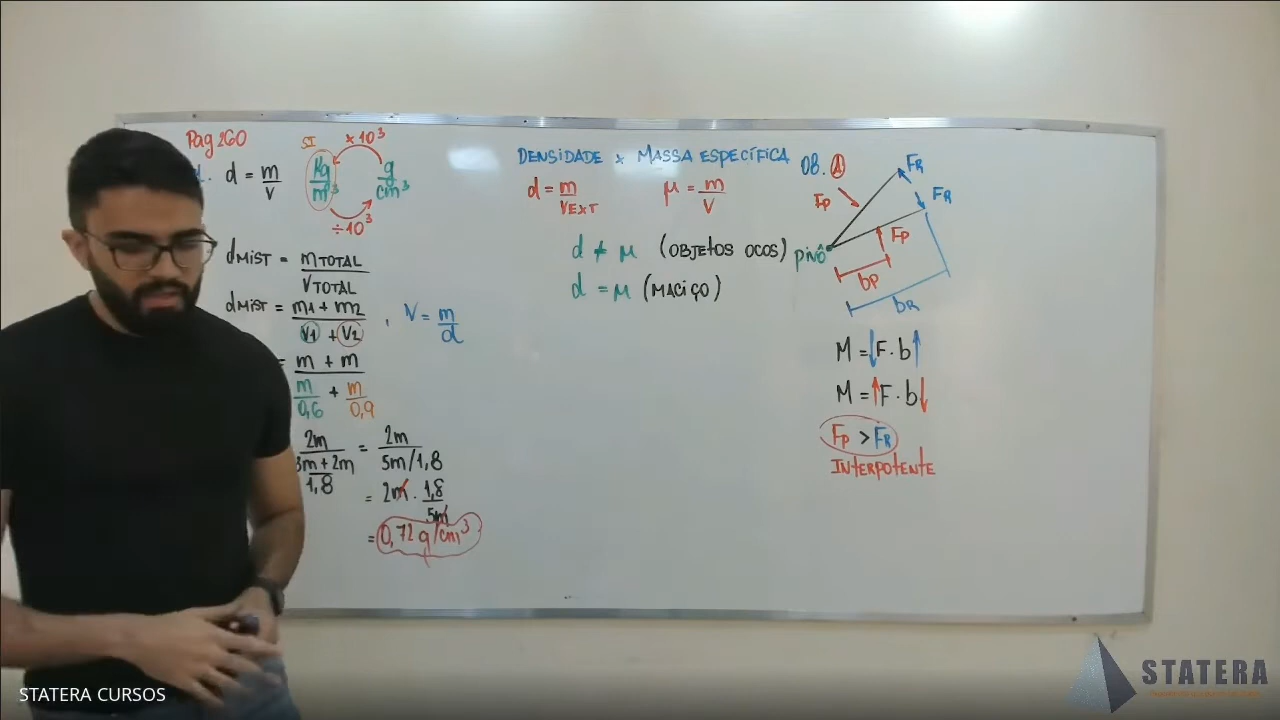 Pag 260
SI
×10³
1. d = m/V
Kg/m³
g/cm³
÷10³
dMIST = mTOTAL/VTOTAL
dMIST = m1 + m2/V1 + V2 , V = m/d
= m + m
m/0,6 + m/0,9
2m/3m + 2m/1,8 = 2m/5m/1,8
= 2m . 1,8/5m
= 0,72 g/cm³
DENSIDADE × MASSA ESPECÍFICA
d = m/VEXT
μ = m/V
d ≠ μ (OBJETOS OCOS)
d = μ (MACIÇO)
08. A
FR
FP
FR
FP
pivô
bP
bR
M = ↓F . b↑
M = ↑F . b↓
FP > FR
INTERPOTENTE
STATERA CURSOS
STATERA